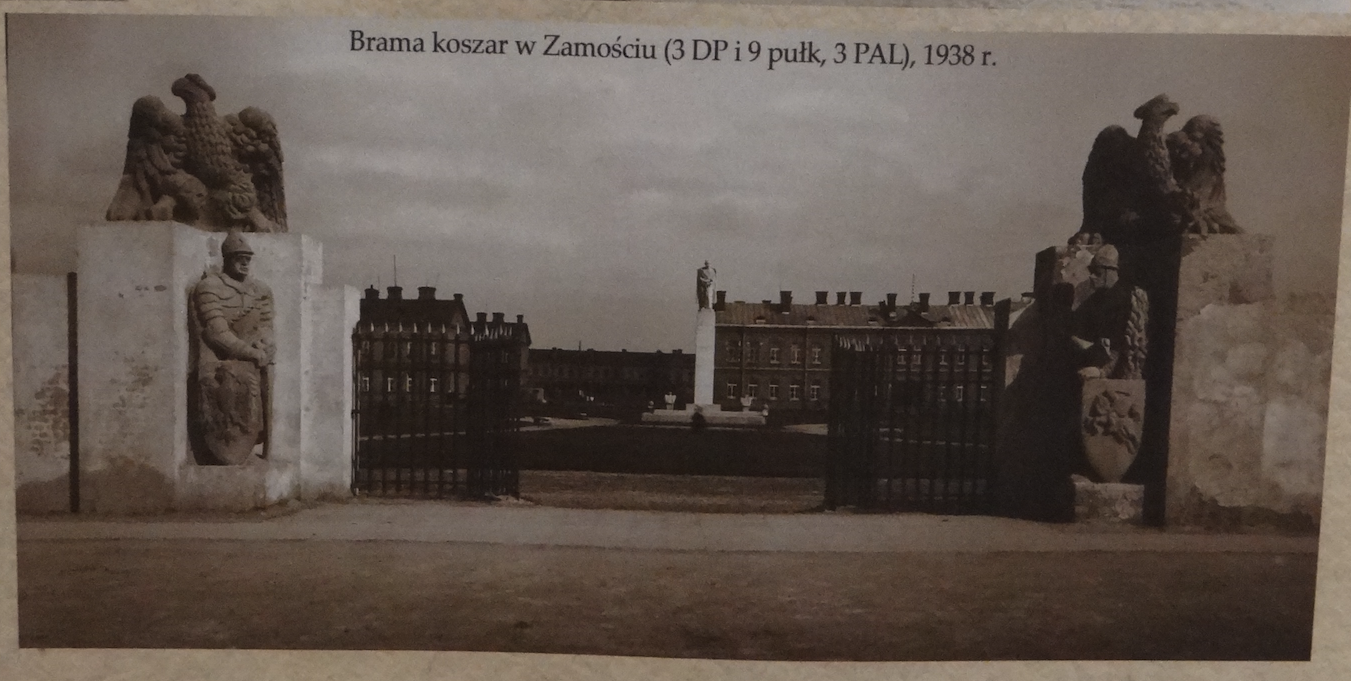 Brama koszar w Zamościu (3 DP i 9 pułk, 3 PAL), 1938 r.